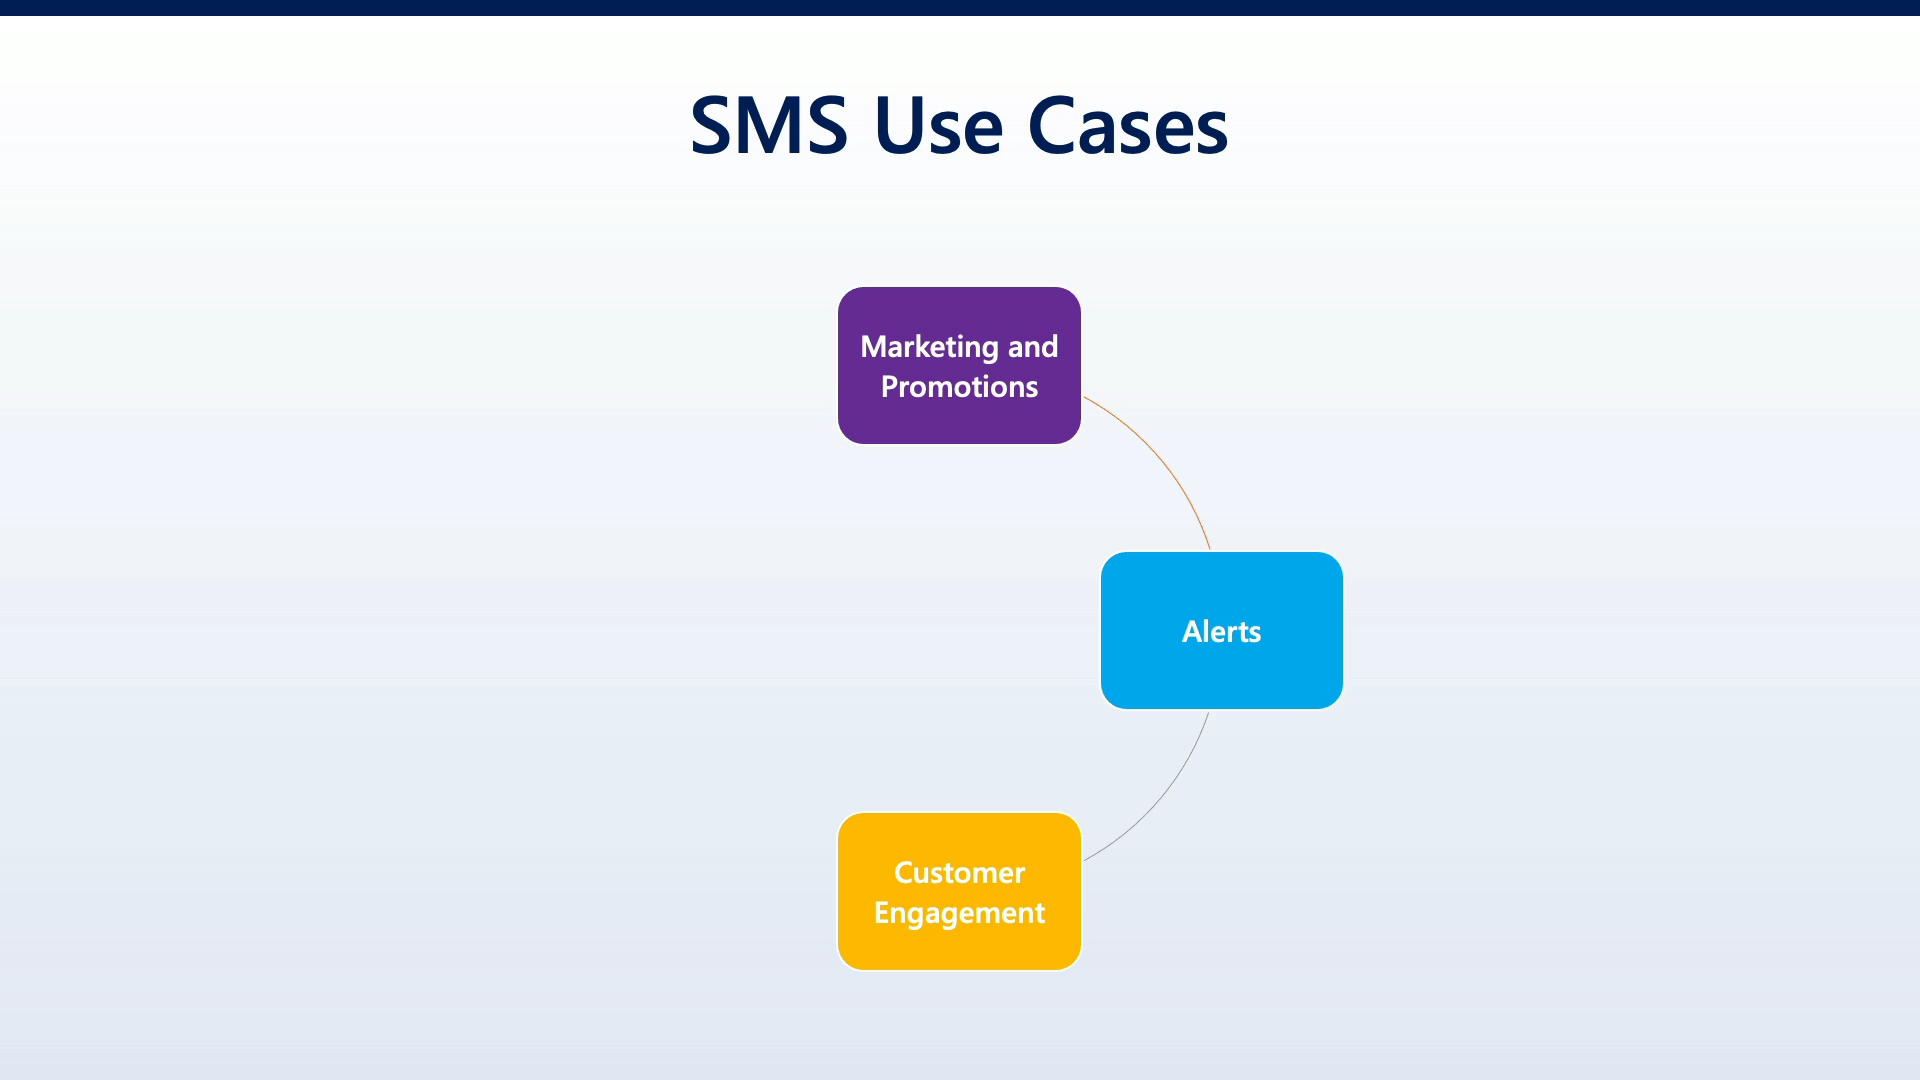 SMS Use Cases
Marketing and
Promotions
Alerts
Customer
Engagement